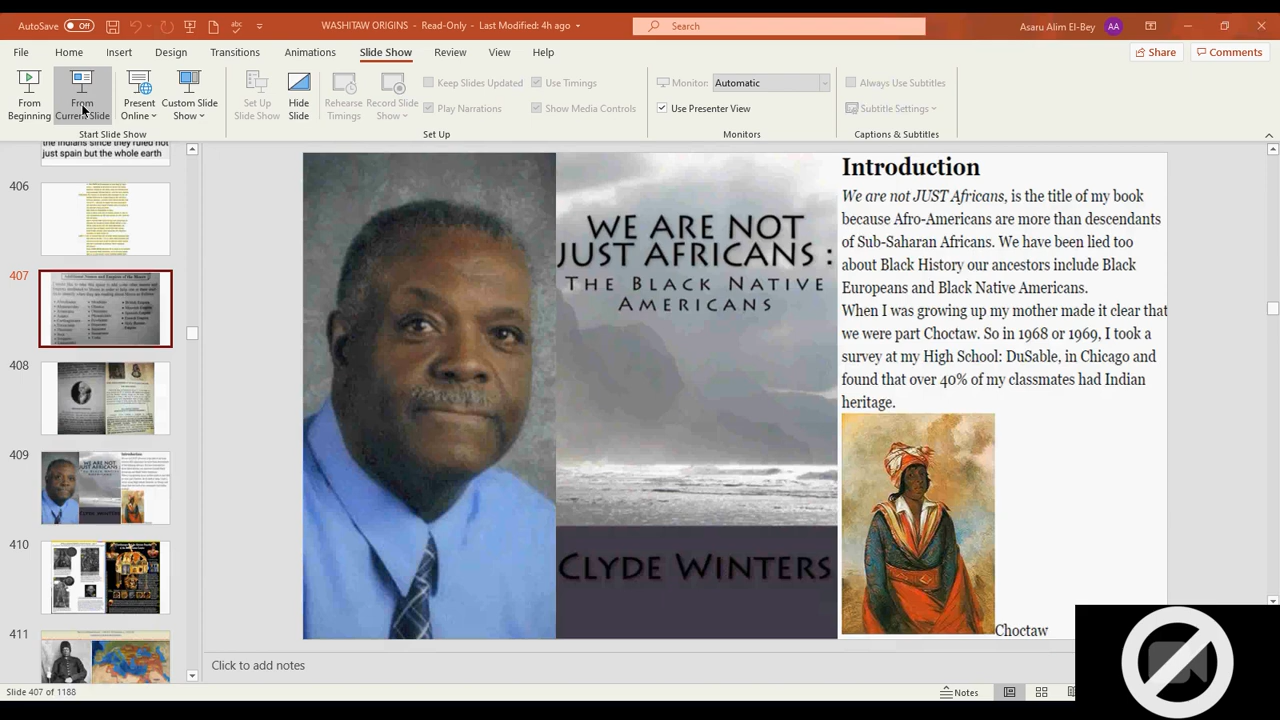 AutoSave Off
WASHITAW ORIGINS - Read-Only - Last Modified: 4h ago
Search
Asaru Alim El-Bey
AA
File Home Insert Design Transitions Animations Slide Show Review View Help
Share Comments
From Beginning
From Current Slide
Present Online
Custom Slide Show
Start Slide Show
Set Up Slide Show
Hide Slide
Rehearse Timings
Record Slide Show
Keep Slides Updated
Play Narrations
Use Timings
Show Media Controls
Set Up
Monitor: Automatic
Use Presenter View
Monitors
Always Use Subtitles
Subtitle Settings
Captions & Subtitles
the Indians since they ruled not
just spain but the whole earth
406
407
408
409
410
411
WE ARE NOT
JUST AFRICANS :
THE BLACK NATIVE
AMERICANS
CLYDE WINTERS
Introduction
We are not JUST Africans, is the title of my book
because Afro-Americans are more than descendants
of Sub-Saharan Africans. We have been lied too
about Black History our ancestors include Black
Europeans and Black Native Americans.
When I was growing up my mother made it clear that
we were part Choctaw. So in 1968 or 1969, I took a
survey at my High School: DuSable, in Chicago and
found that over 40% of my classmates had Indian
heritage.
Choctaw
Click to add notes
Slide 407 of 1188
Notes